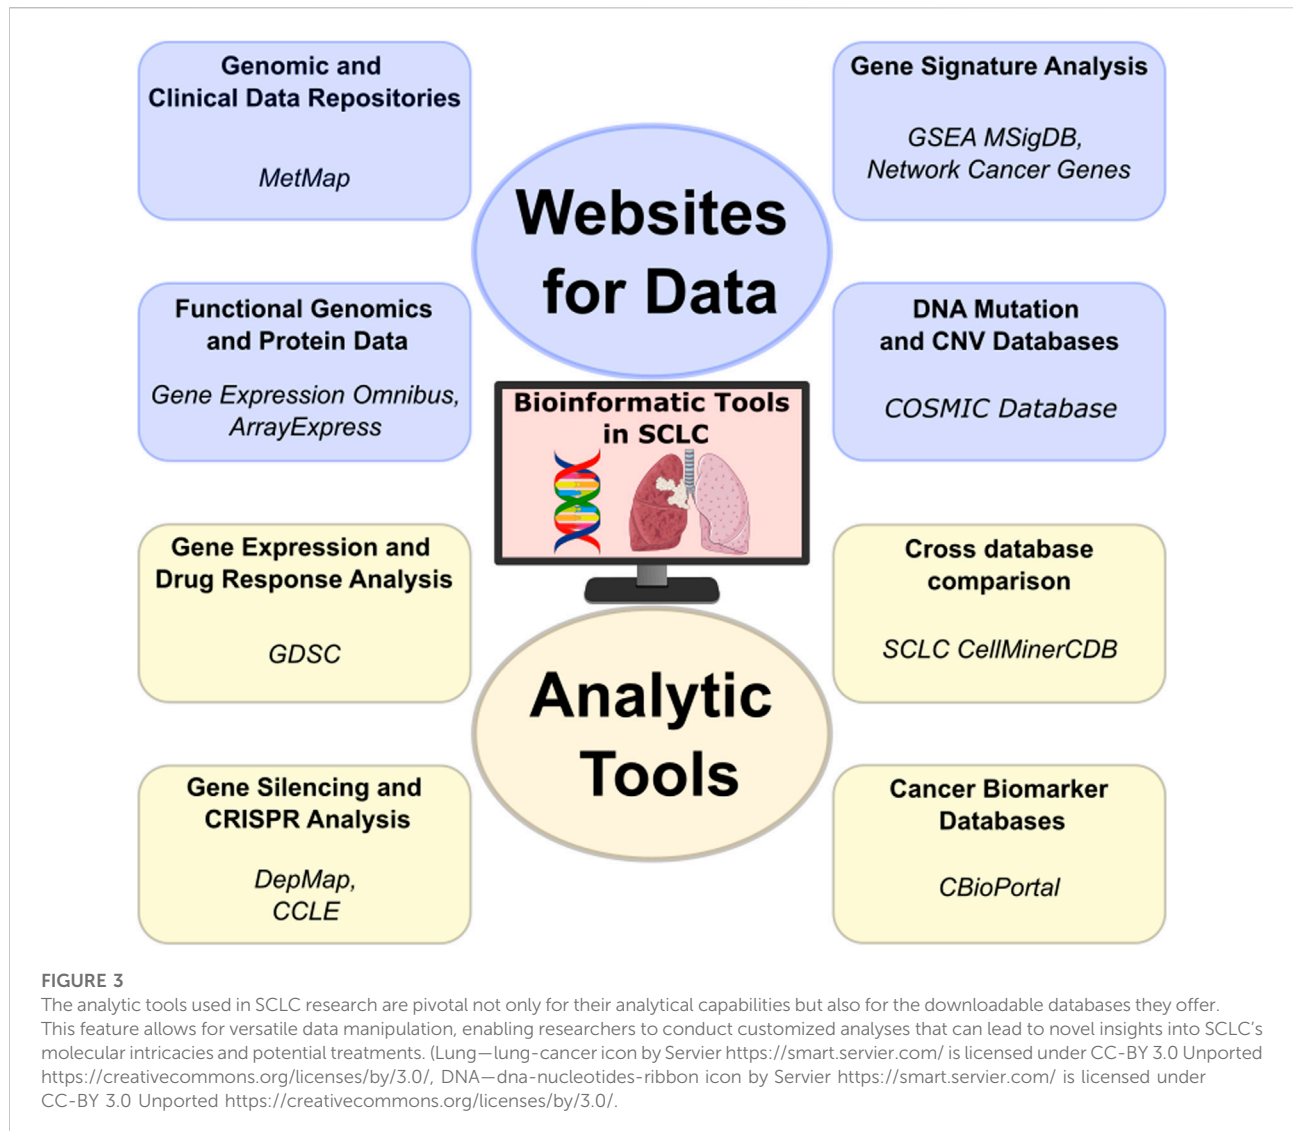 Genomic and
Clinical Data Repositories
MetMap
Gene Signature Analysis
GSEA MSigDB,
Network Cancer Genes
Websites
for Data
Functional Genomics
and Protein Data
Gene Expression Omnibus,
ArrayExpress
DNA Mutation
and CNV Databases
COSMIC Database
Bioinformatic Tools
in SCLC
Gene Expression and
Drug Response Analysis
GDSC
Cross database
comparison
SCLC CellMinerCDB
Analytic
Tools
Gene Silencing and
CRISPR Analysis
DepMap,
CCLE
Cancer Biomarker
Databases
CBioPortal
FIGURE 3
The analytic tools used in SCLC research are pivotal not only for their analytical capabilities but also for the downloadable databases they offer.
This feature allows for versatile data manipulation, enabling researchers to conduct customized analyses that can lead to novel insights into SCLC’s
molecular intricacies and potential treatments. (Lung—lung-cancer icon by Servier https://smart.servier.com/ is licensed under CC-BY 3.0 Unported
https://creativecommons.org/licenses/by/3.0/, DNA—dna-nucleotides-ribbon icon by Servier https://smart.servier.com/ is licensed under
CC-BY 3.0 Unported https://creativecommons.org/licenses/by/3.0/.